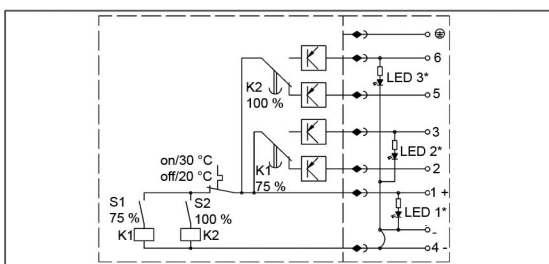 6
LED 3*
K2
100 %
5
3
LED 2*
on/30 °C
off/20 °C
K1
75 %
2
1 +
S1
75 %
S2
100 %
LED 1*
K1
K2
-
4 -